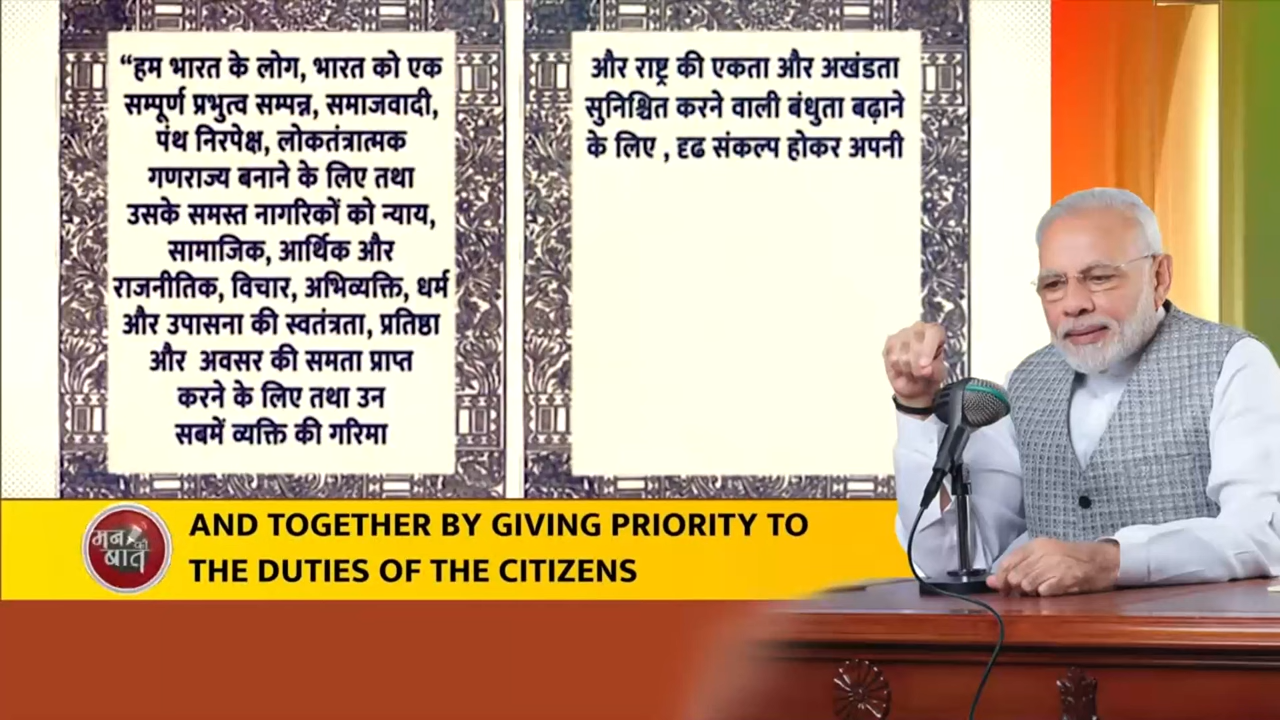 “हम भारत के लोग, भारत को एक
सम्पूर्ण प्रभुत्व सम्पन्न, समाजवादी,
पंथ निरपेक्ष, लोकतंत्रात्मक
गणराज्य बनाने के लिए तथा
उसके समस्त नागरिकों को न्याय,
सामाजिक, आर्थिक और
राजनीतिक, विचार, अभिव्यक्ति, धर्म
और उपासना की स्वतंत्रता, प्रतिष्ठा
और अवसर की समता प्राप्त
करने के लिए तथा उन
सबमें व्यक्ति की गरिमा
और राष्ट्र की एकता और अखंडता
सुनिश्चित करने वाली बंधुता बढ़ाने
के लिए , दृढ संकल्प होकर अपनी
मन की
बात
AND TOGETHER BY GIVING PRIORITY TO
THE DUTIES OF THE CITIZENS